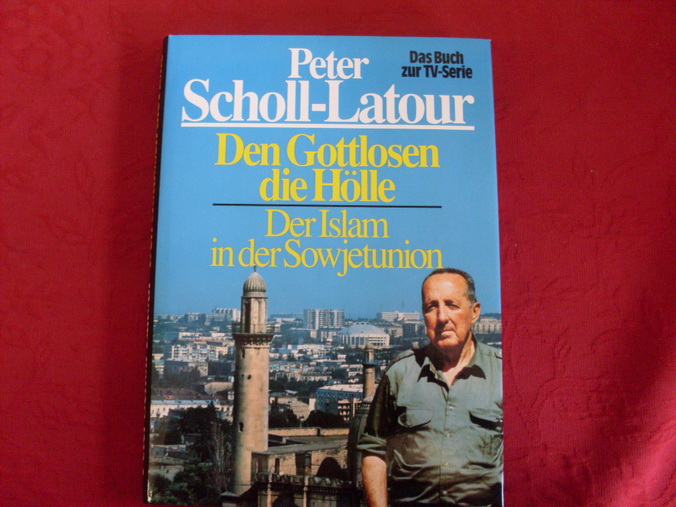 Peter
Scholl-Latour
Das Buch
zur TV-Serie
Den Gottlosen
die Hölle
Der Islam
in der Sowjetunion